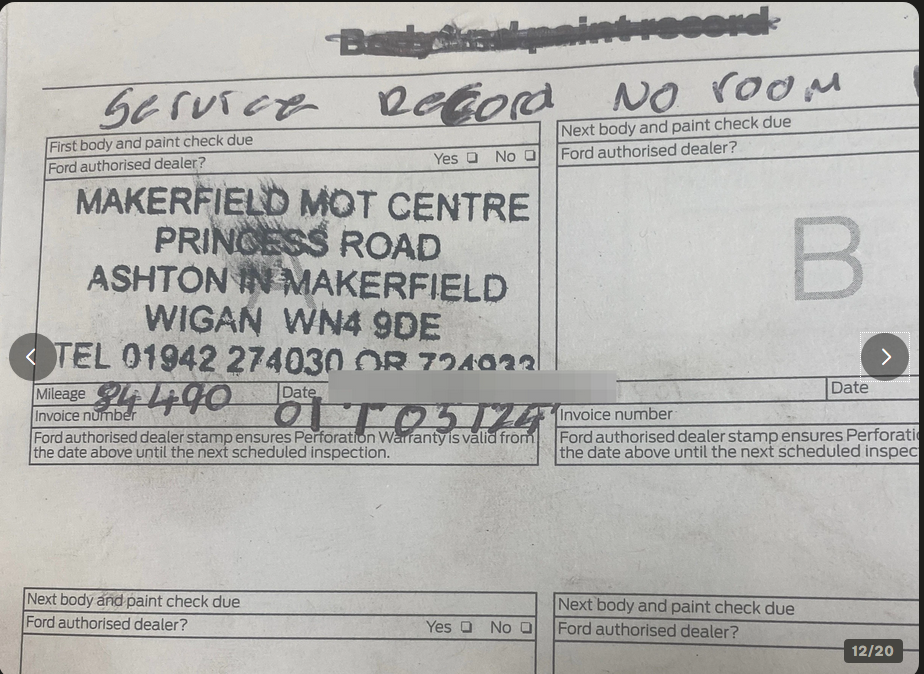 Body and paint record
Service Record No room
First body and paint check due
Ford authorised dealer? Yes No
MAKERFIELD MOT CENTRE
PRINCESS ROAD
ASHTON IN MAKERFIELD
WIGAN WN4 9DE
TEL 01942 274030 OR 724933
Mileage 84490 Date
Invoice number
Ford authorised dealer stamp ensures Perforation Warranty is valid from
the date above until the next scheduled inspection.
Next body and paint check due
Ford authorised dealer?
B
Date
Invoice number
Ford authorised dealer stamp ensures Perforati
the date above until the next scheduled inspec
Next body and paint check due
Ford authorised dealer? Yes No
Next body and paint check due
Ford authorised dealer?
12/20